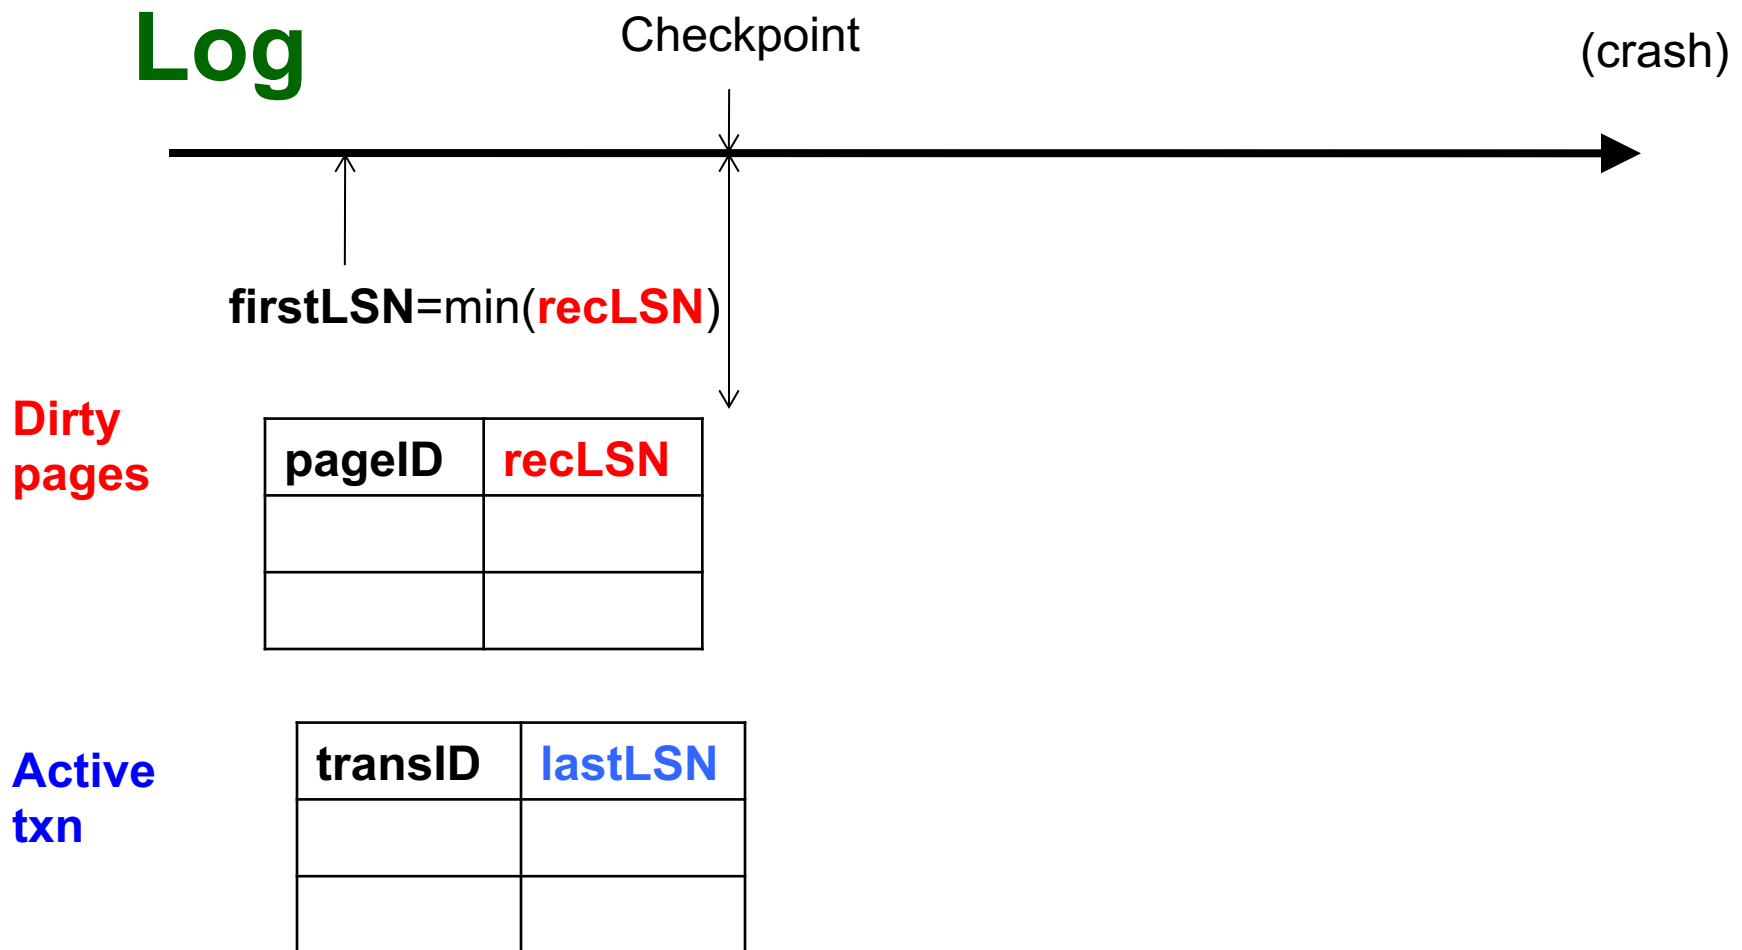 Log
Checkpoint
(crash)
firstLSN=min(recLSN)
Dirty
pages
pageID
recLSN
Active
txn
transID
lastLSN